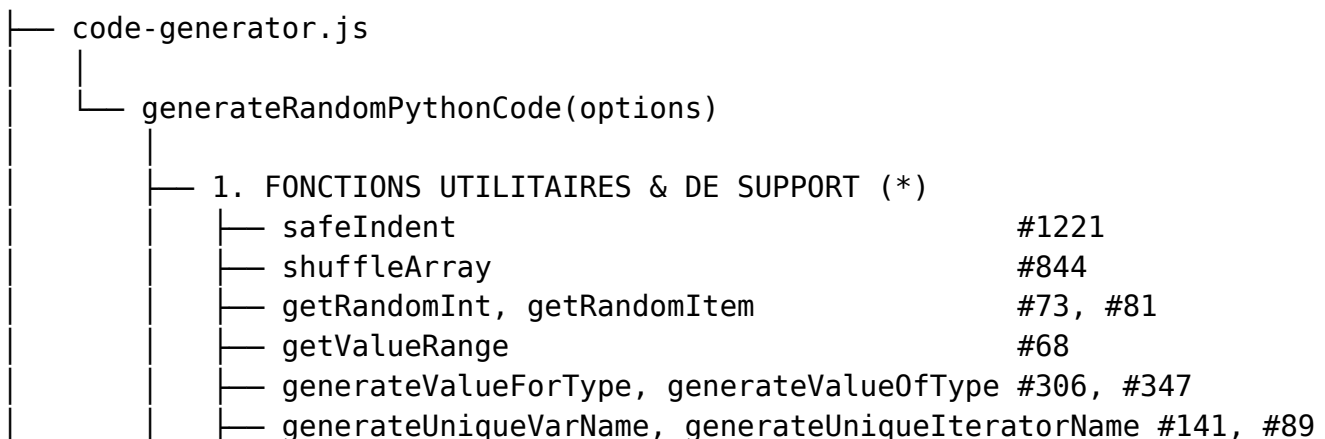 ├── code-generator.js
│   │
│   └── generateRandomPythonCode(options)
│       │
│       ├── 1. FONCTIONS UTILITAIRES & DE SUPPORT (*)
│       │   ├── safeIndent                                #1221
│       │   ├── shuffleArray                              #844
│       │   ├── getRandomInt, getRandomItem               #73, #81
│       │   ├── getValueRange                             #68
│       │   ├── generateValueForType, generateValueOfType #306, #347
│       │   ├── generateUniqueVarName, generateUniqueIteratorName #141, #89